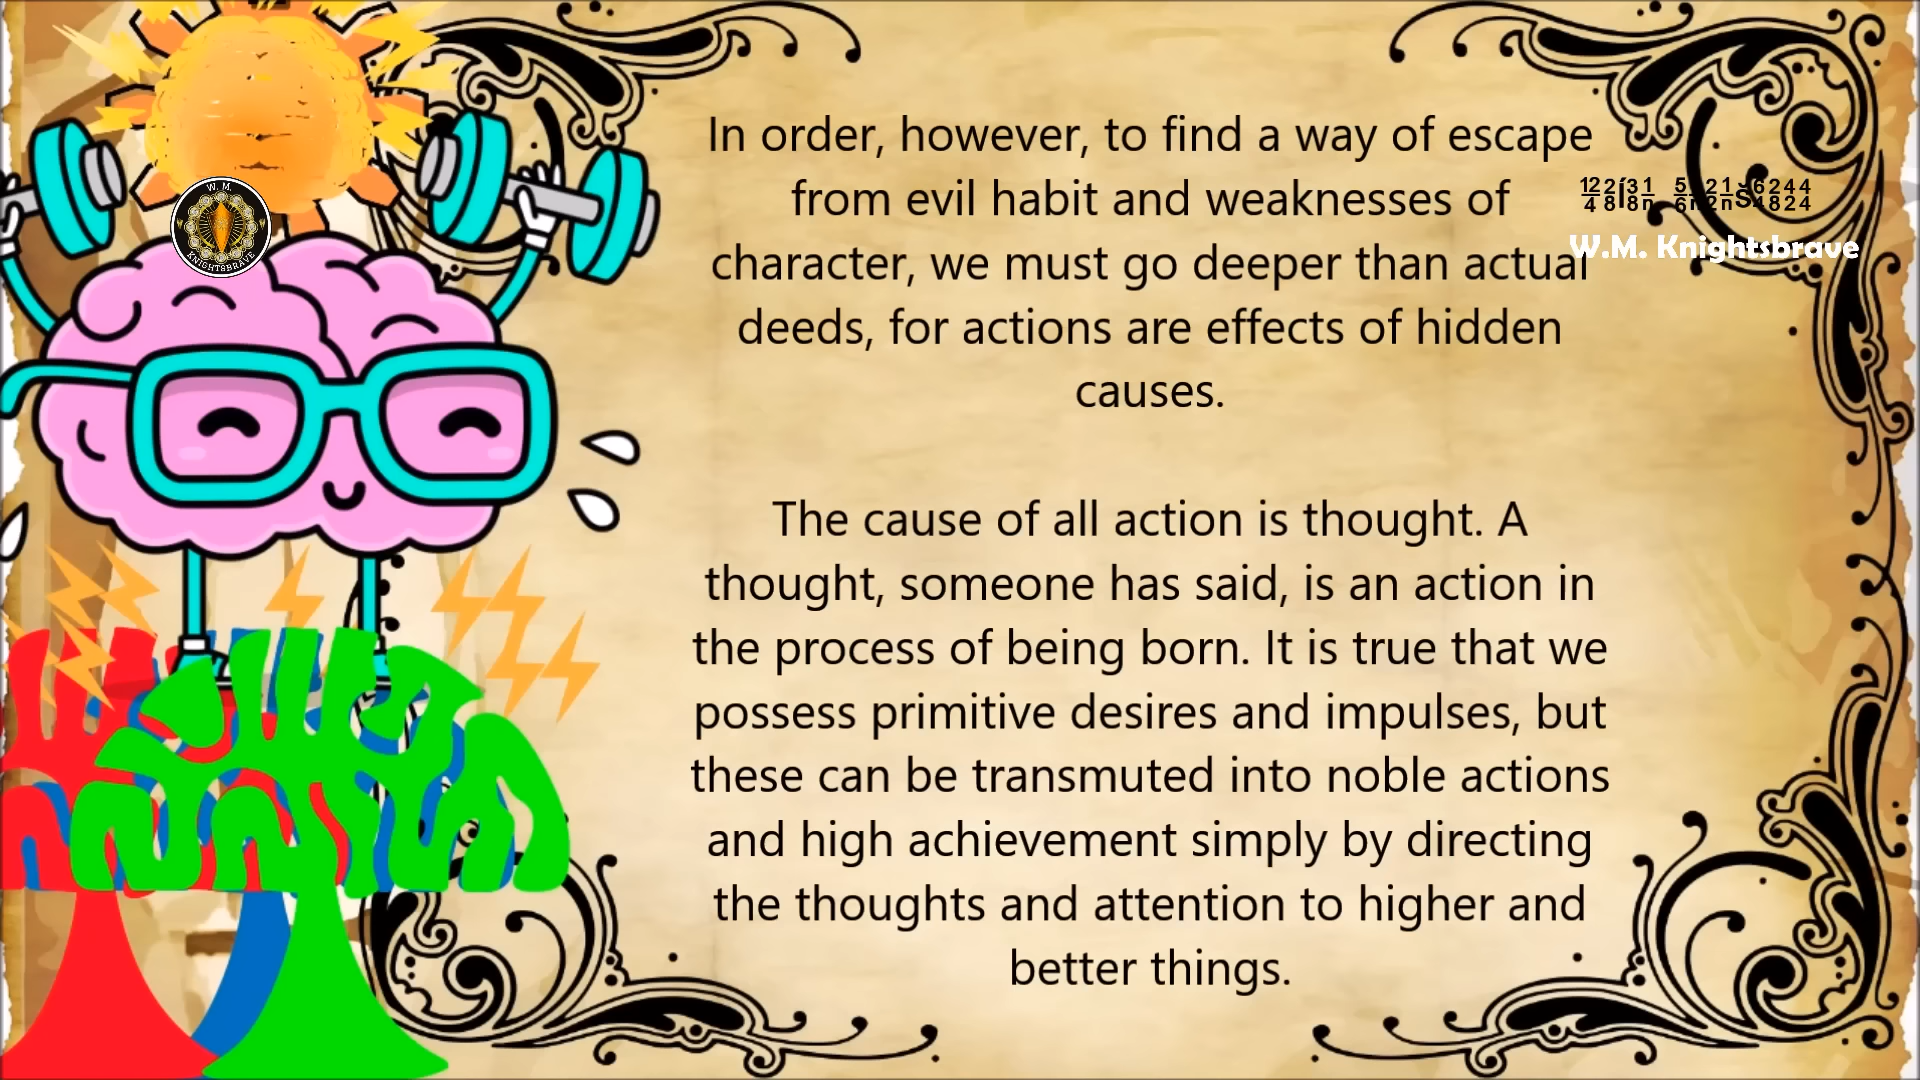 In order, however, to find a way of escape
from evil habit and weaknesses of
character, we must go deeper than actual
deeds, for actions are effects of hidden
causes.
The cause of all action is thought. A
thought, someone has said, is an action in
the process of being born. It is true that we
possess primitive desires and impulses, but
these can be transmuted into noble actions
and high achievement simply by directing
the thoughts and attention to higher and
better things.
W.M. Knightsbrave
W. M.
KNIGHTSBRAVE